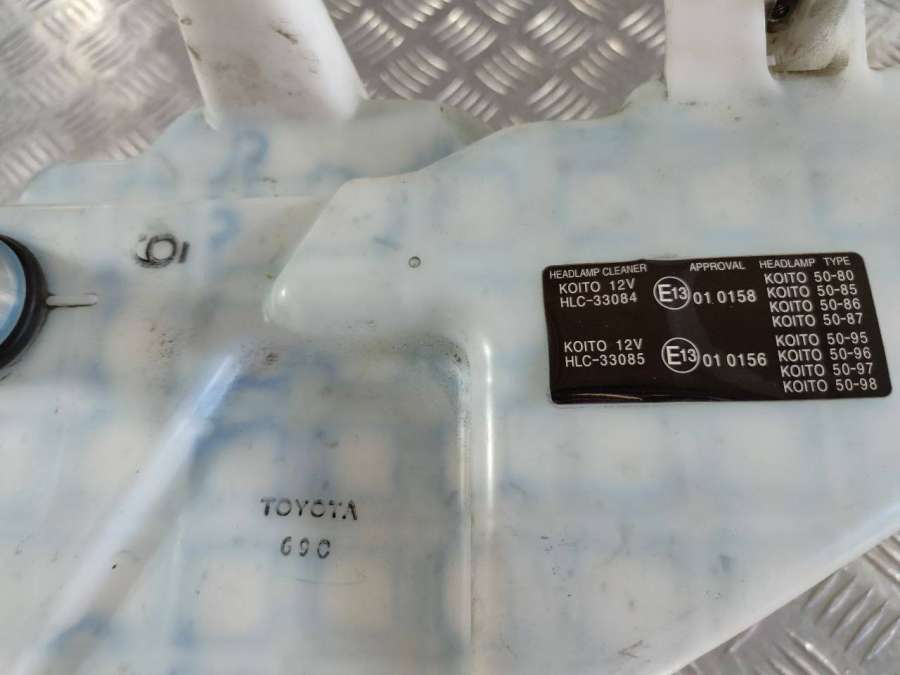 6
HEADLAMP CLEANER APPROVAL HEADLAMP TYPE
KOITO 12V
HLC-33084
E13 01 0158
KOITO 50-80
KOITO 50-85
KOITO 50-86
KOITO 50-87
KOITO 12V
HLC-33085
E13 01 0156
KOITO 50-95
KOITO 50-96
KOITO 50-97
KOITO 50-98
TOYOTA
690